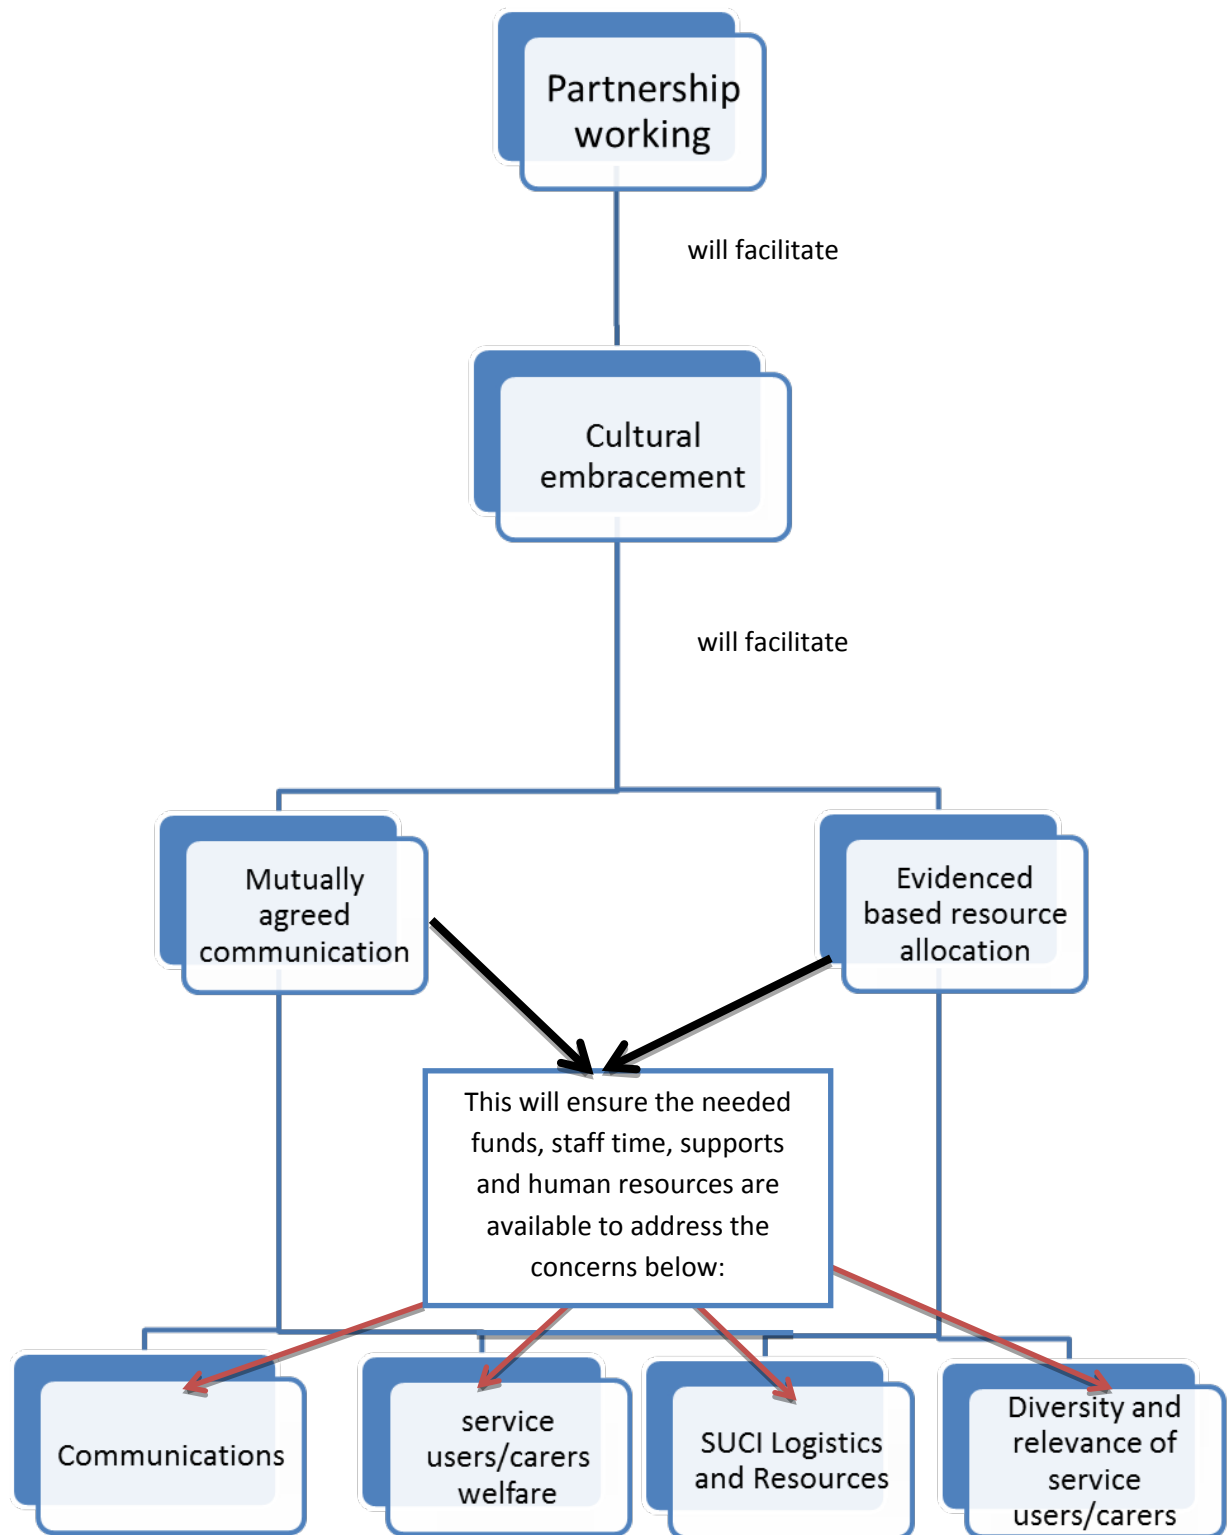 Partnership
working
will facilitate
Cultural
embracement
will facilitate
Mutually
agreed
communication
Evidenced
based resource
allocation
This will ensure the needed
funds, staff time, supports
and human resources are
available to address the
concerns below:
Communications
service
users/carers
welfare
SUCI Logistics
and Resources
Diversity and
relevance of
service
users/carers